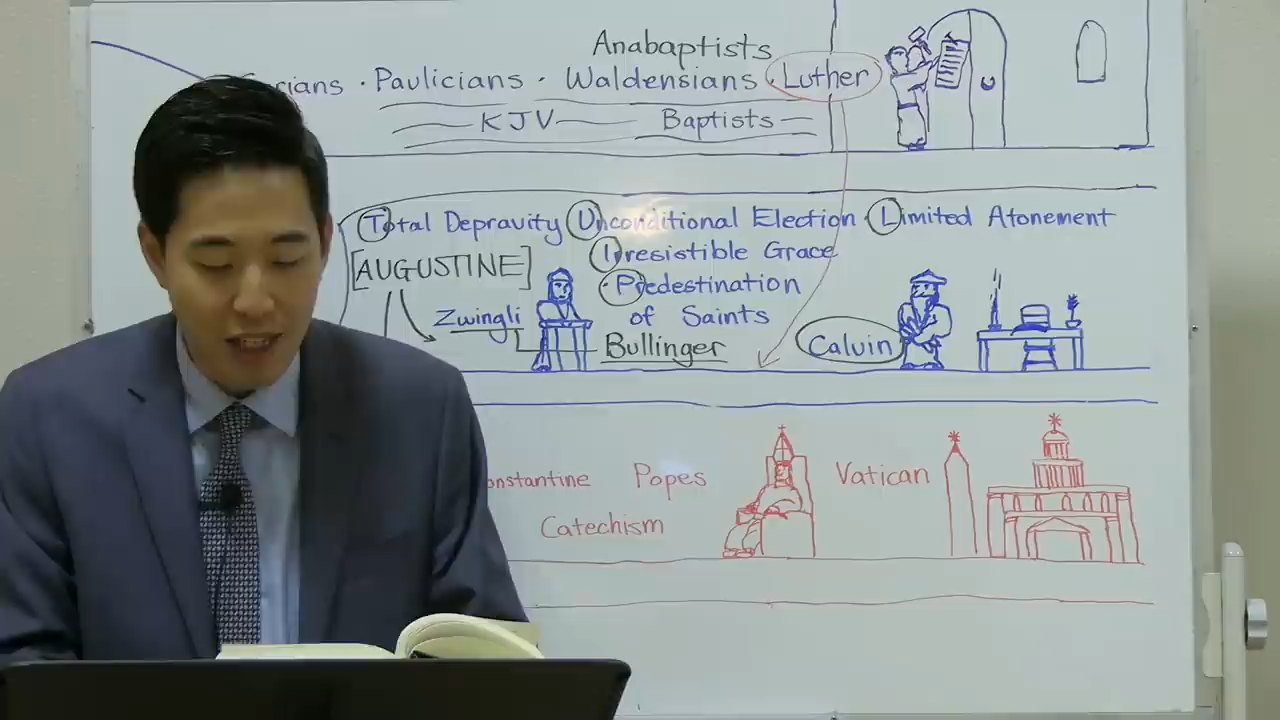 Anabaptists
· Paulicians · Waldensians Luther
KJV Baptists
Total Depravity Unconditional Election Limited Atonement
Irresistible Grace
[AUGUSTINE]
Predestination
Zwingli
of Saints
Bullinger
Calvin
Popes Vatican
Catechism